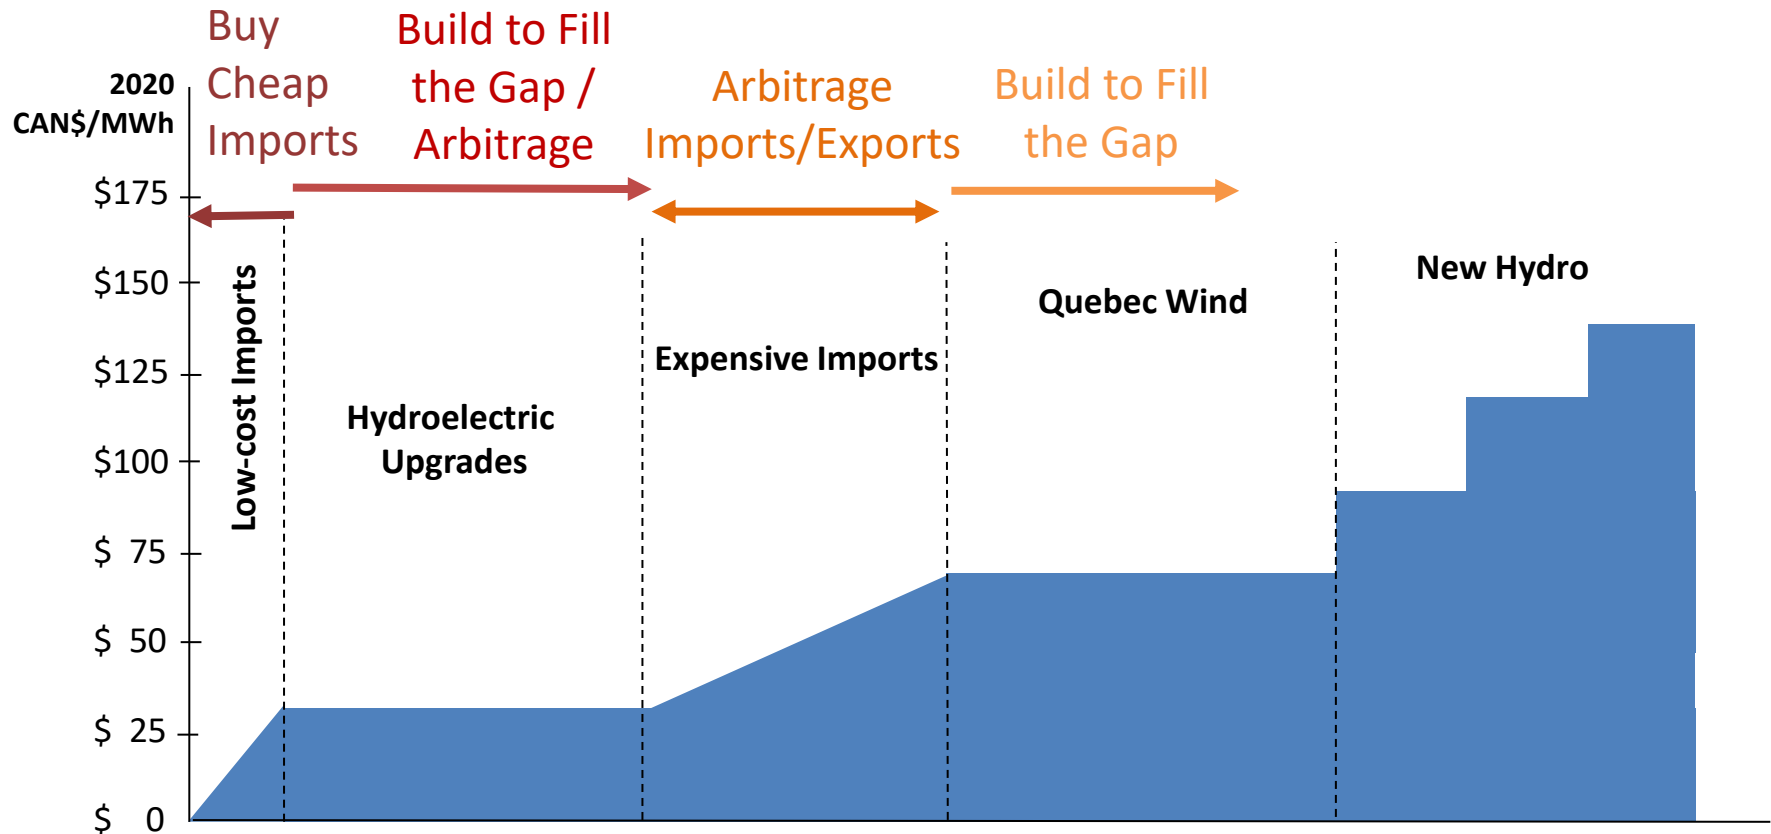 Buy
Cheap
Imports
Build to Fill
the Gap /
Arbitrage
Arbitrage
Imports/Exports
Build to Fill
the Gap
2020
CAN$/MWh
$175
$150
$125
$100
$ 75
$ 50
$ 25
$ 0
Low-cost Imports
Hydroelectric
Upgrades
Expensive Imports
Quebec Wind
New Hydro